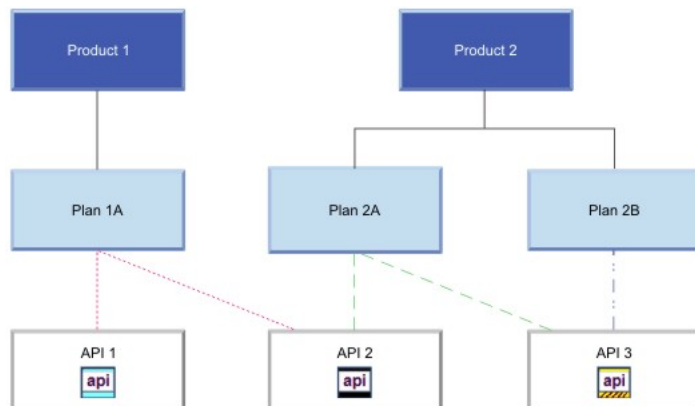 Product 1
Product 2
Plan 1A
Plan 2A
Plan 2B
API 1
api
API 2
api
API 3
api